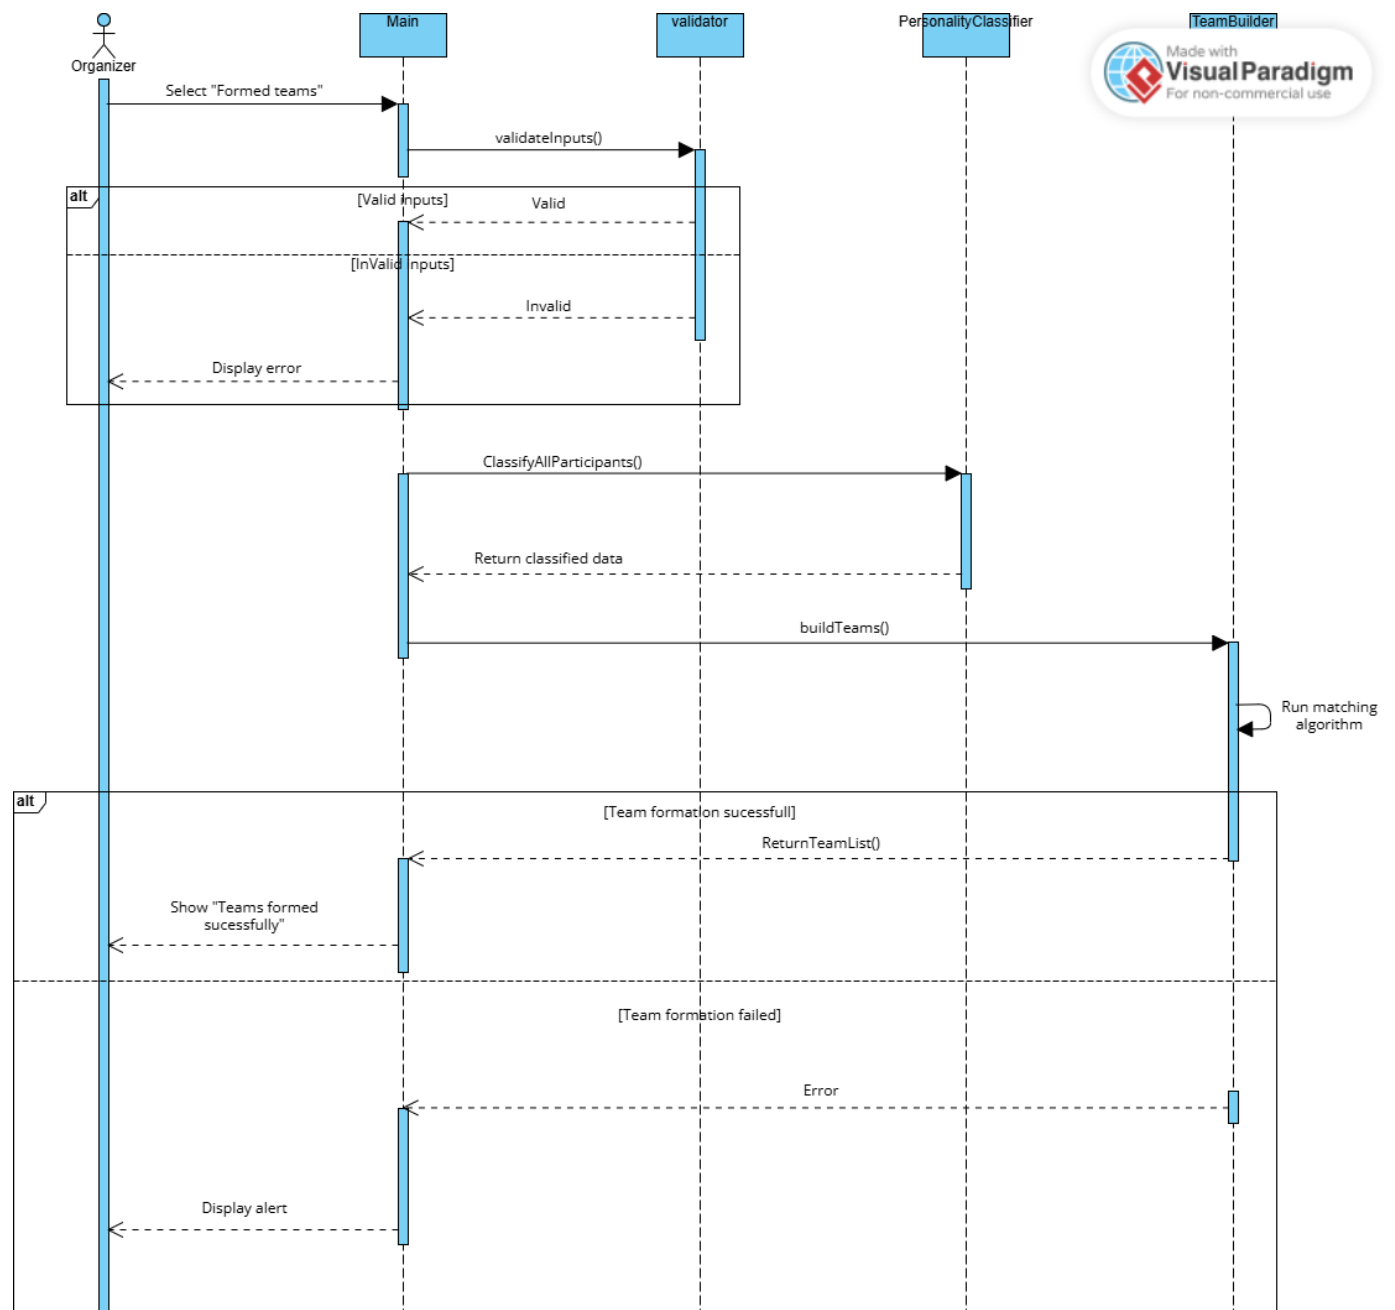 Main
validator
PersonalityClassifier
TeamBuilder
Made with
Visual Paradigm
For non-commercial use
Organizer
Select "Formed teams"
validateInputs()
alt
[Valid inputs]
Valid
[InValid inputs]
Invalid
Display error
ClassifyAllParticipants()
Return classified data
buildTeams()
Run matching
algorithm
alt
[Team formation sucessfull]
ReturnTeamList()
Show "Teams formed
sucessfully"
[Team formation failed]
Error
Display alert